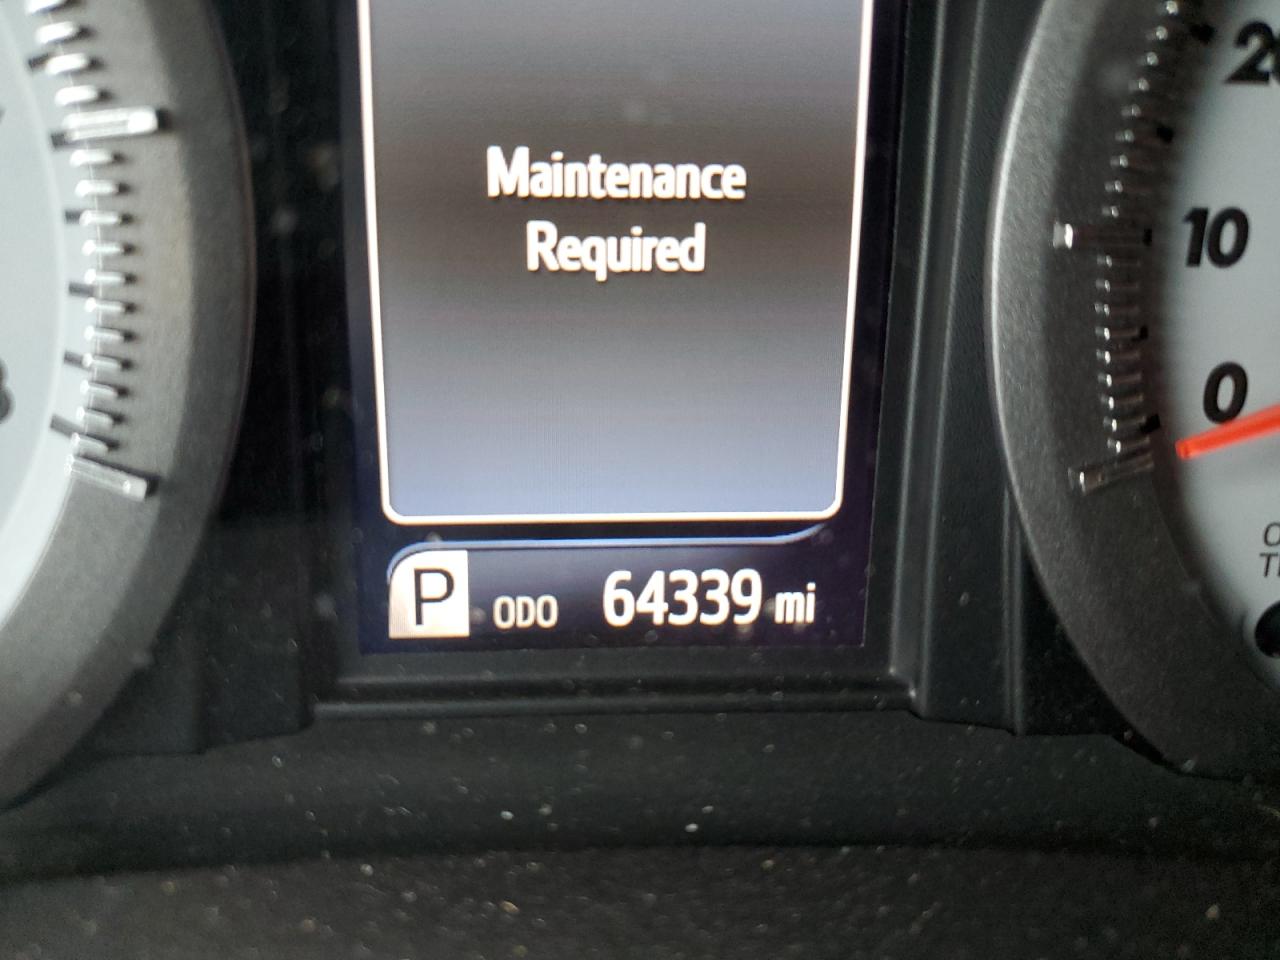 Maintenance
Required
P ODO 64339 mi
10
0